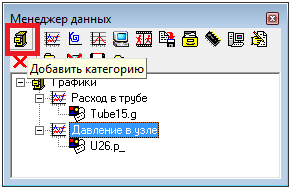 Менеджер данных
Добавить категорию
Графики
Расход в трубе
Tube15.g
Давление в узле
U26.p_